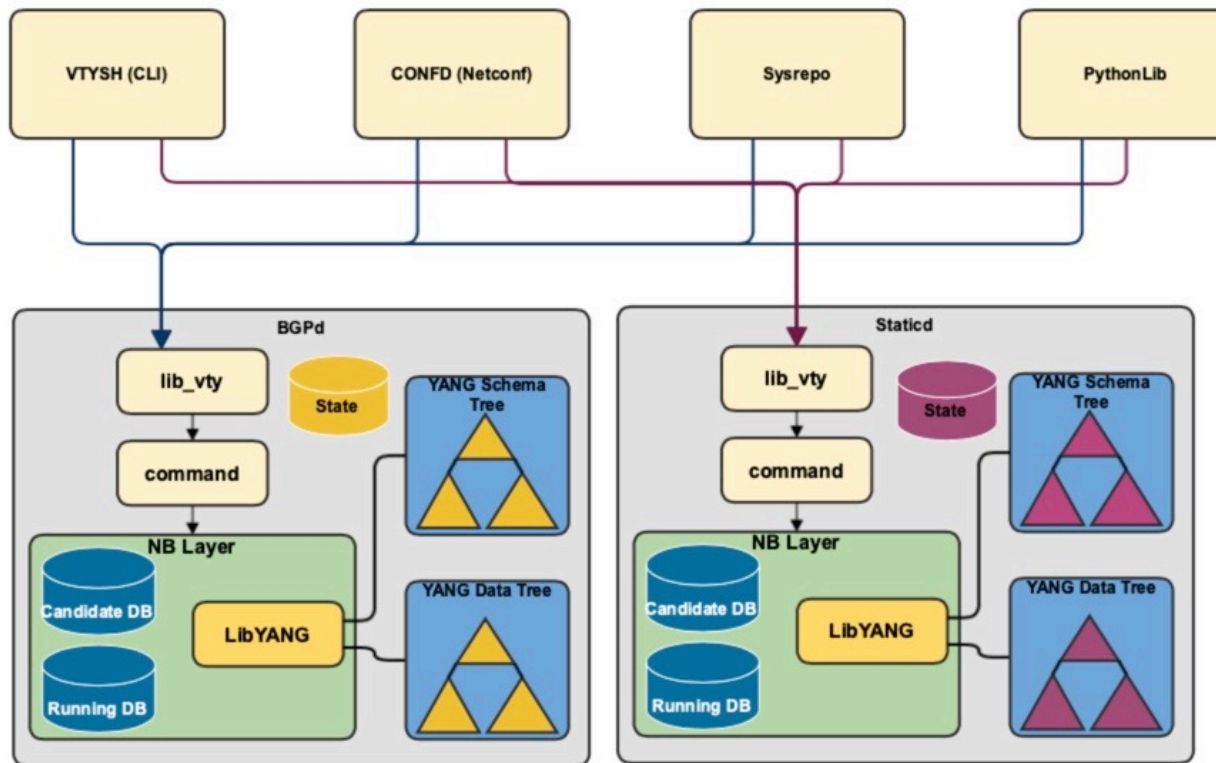 VTYSH (CLI)
CONFD (Netconf)
Sysrepo
PythonLib
BGPd
lib_vty
State
YANG Schema
Tree
command
NB Layer
Candidate DB
LibYANG
Running DB
YANG Data Tree
Staticd
lib_vty
State
YANG Schema
Tree
command
NB Layer
Candidate DB
LibYANG
Running DB
YANG Data Tree